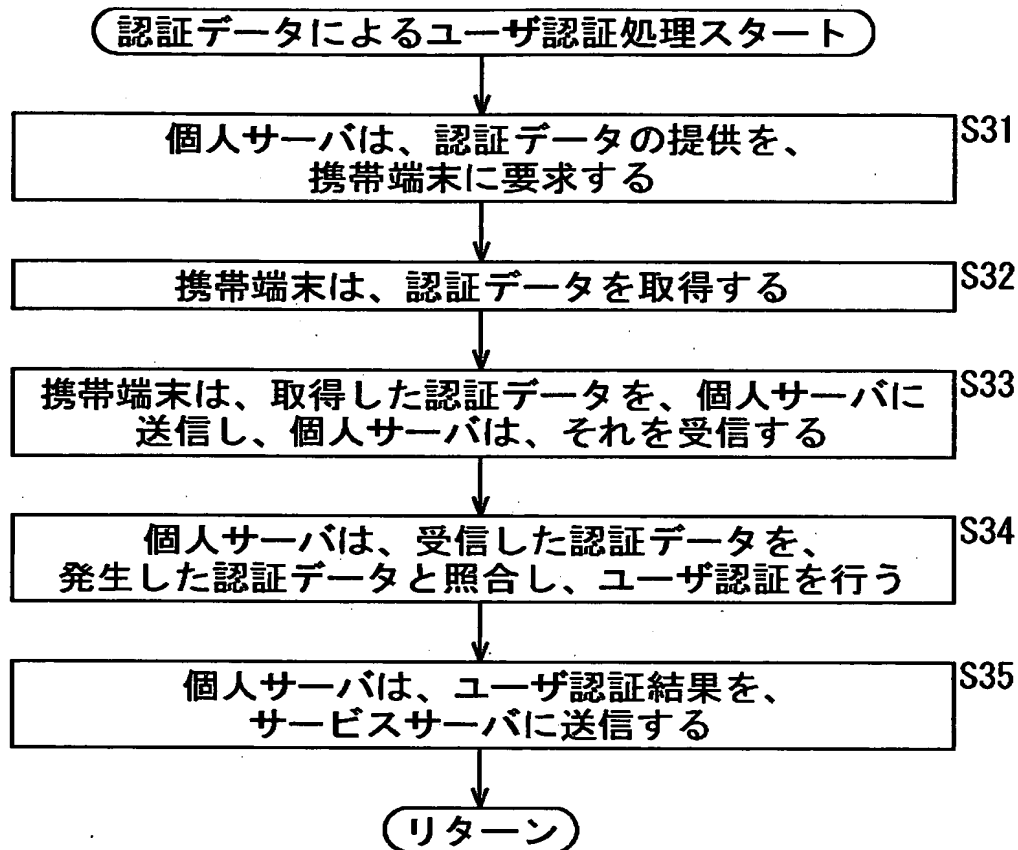 認証データによるユーザ認証処理スタート
個人サーバは、認証データの提供を、
携帯端末に要求する
S31
携帯端末は、認証データを取得する
S32
携帯端末は、取得した認証データを、個人サーバに
送信し、個人サーバは、それを受信する
S33
個人サーバは、受信した認証データを、
発生した認証データと照合し、ユーザ認証を行う
S34
個人サーバは、ユーザ認証結果を、
サービスサーバに送信する
S35
リターン